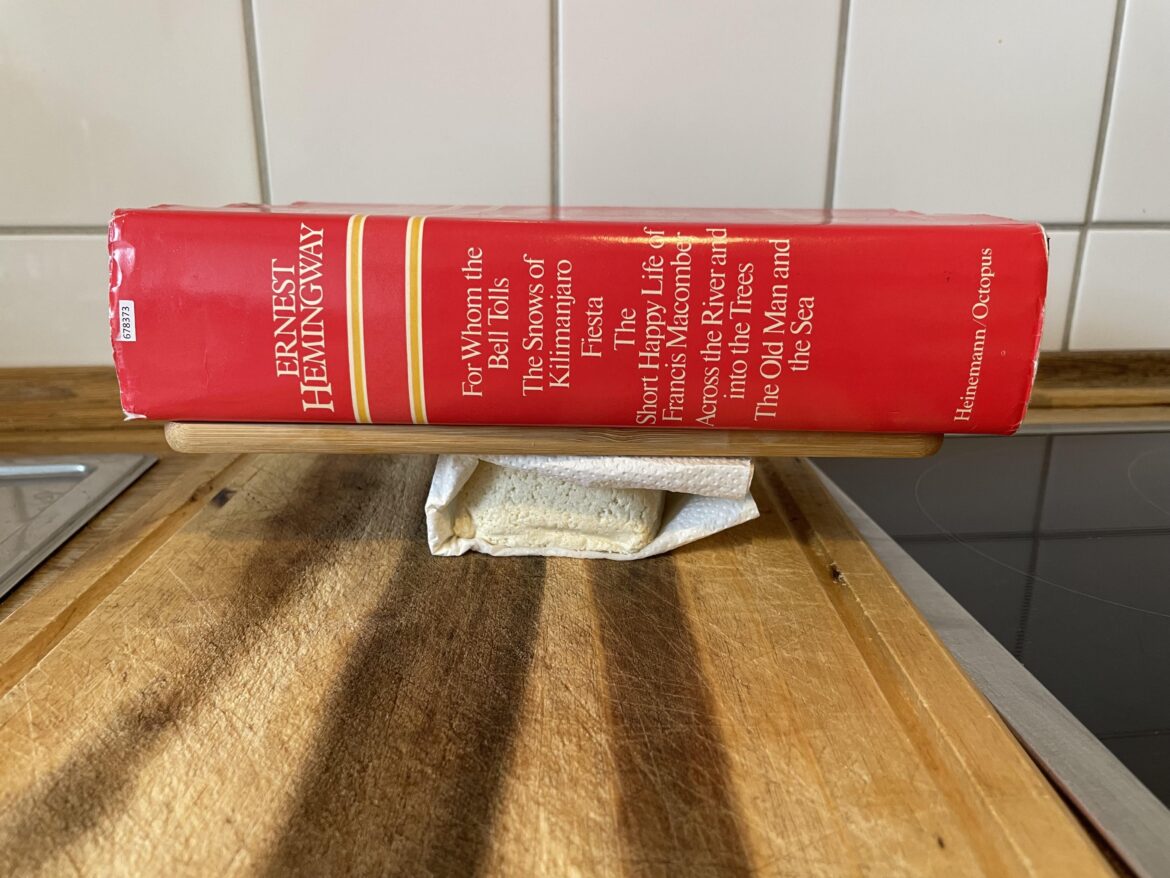 678373
ERNEST
HEMINGWAY
For Whom the
Bell Tolls
The Snows of
Kilimanjaro
Fiesta
The
Short Happy Life of
Francis Macomber
Across the River and
into the Trees
The Old Man and
the Sea
Heinemann/Octopus